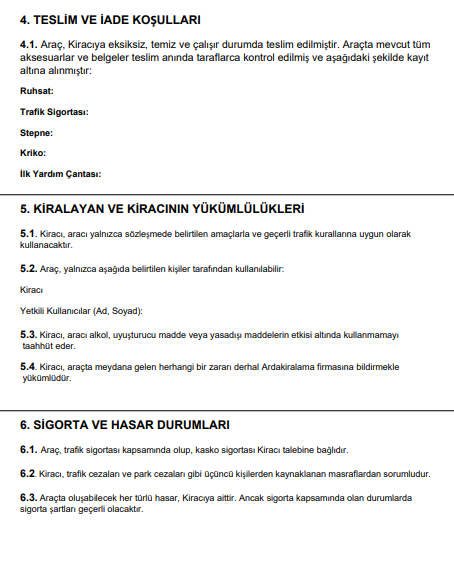 4. TESLİM VE İADE KOŞULLARI
4.1. Araç, Kiracıya eksiksiz, temiz ve çalışır durumda teslim edilmiştir. Araçta mevcut tüm
aksesuarlar ve belgeler teslim anında taraflarca kontrol edilmiş ve aşağıdaki şekilde kayıt
altına alınmıştır:
Ruhsat:
Trafik Sigortası:
Stepne:
Kriko:
İlk Yardım Çantası:
5. KİRALAYAN VE KİRACININ YÜKÜMLÜLÜKLERİ
5.1. Kiracı, aracı yalnızca sözleşmede belirtilen amaçlarla ve geçerli trafik kurallarına uygun olarak
kullanacaktır.
5.2. Araç, yalnızca aşağıda belirtilen kişiler tarafından kullanılabilir:
Kiracı
Yetkili Kullanıcılar (Ad, Soyad):
5.3. Kiracı, aracı alkol, uyuşturucu madde veya yasadışı maddelerin etkisi altında kullanmamayı
taahhüt eder.
5.4. Kiracı, araçta meydana gelen herhangi bir zararı derhal Ardakiralama firmasına bildirmekle
yükümlüdür.
6. SİGORTA VE HASAR DURUMLARI
6.1. Araç, trafik sigortası kapsamında olup, kasko sigortası Kiracı talebine bağlıdır.
6.2. Kiracı, trafik cezaları ve park cezaları gibi üçüncü kişilerden kaynaklanan masraflardan sorumludur.
6.3. Araçta oluşabilecek her türlü hasar, Kiracıya aittir. Ancak sigorta kapsamında olan durumlarda
sigorta şartları geçerli olacaktır.